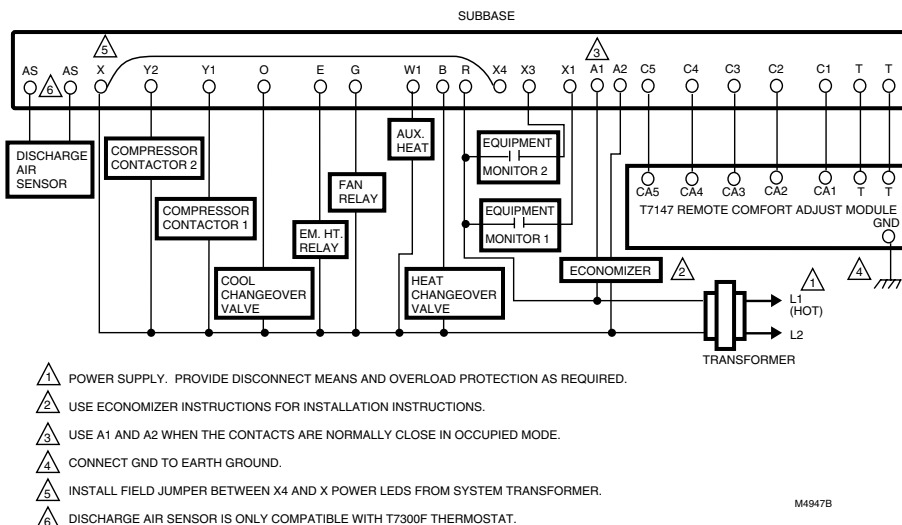 SUBBASE
5
3
AS AS X Y2 Y1 O E G W1 B R X4 X3 X1 A1 A2 C5 C4 C3 C2 C1 T T
6
DISCHARGE
AIR
SENSOR
COMPRESSOR
CONTACTOR 2
COMPRESSOR
CONTACTOR 1
COOL
CHANGEOVER
VALVE
EM. HT.
RELAY
FAN
RELAY
AUX.
HEAT
HEAT
CHANGEOVER
VALVE
EQUIPMENT
MONITOR 2
EQUIPMENT
MONITOR 1
ECONOMIZER
2
CA5 CA4 CA3 CA2 CA1 T T
T7147 REMOTE COMFORT ADJUST MODULE
GND
4
1
L1
(HOT)
L2
TRANSFORMER
1 POWER SUPPLY. PROVIDE DISCONNECT MEANS AND OVERLOAD PROTECTION AS REQUIRED.
2 USE ECONOMIZER INSTRUCTIONS FOR INSTALLATION INSTRUCTIONS.
3 USE A1 AND A2 WHEN THE CONTACTS ARE NORMALLY CLOSE IN OCCUPIED MODE.
4 CONNECT GND TO EARTH GROUND.
5 INSTALL FIELD JUMPER BETWEEN X4 AND X POWER LEDS FROM SYSTEM TRANSFORMER.
6 DISCHARGE AIR SENSOR IS ONLY COMPATIBLE WITH T7300F THERMOSTAT.
M4947B